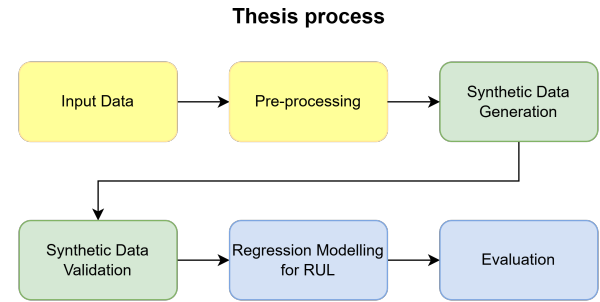 Thesis process
Input Data
Pre-processing
Synthetic Data
Generation
Synthetic Data
Validation
Regression Modelling
for RUL
Evaluation